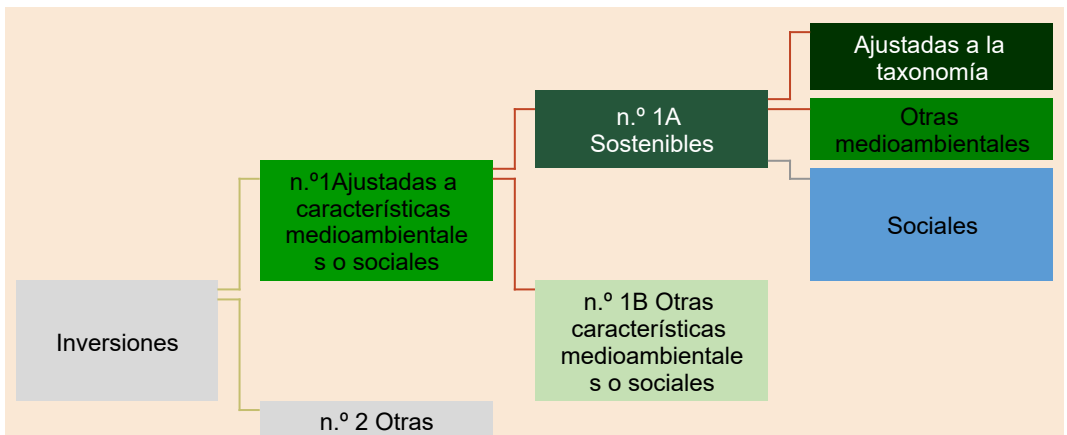 Ajustadas a la
taxonomía
n.º 1A
Sostenibles
Otras
medioambientales
n.º1Ajustadas a
características
medioambientale
s o sociales
Sociales
Inversiones
n.º 1B Otras
características
medioambientale
s o sociales
n.º 2 Otras